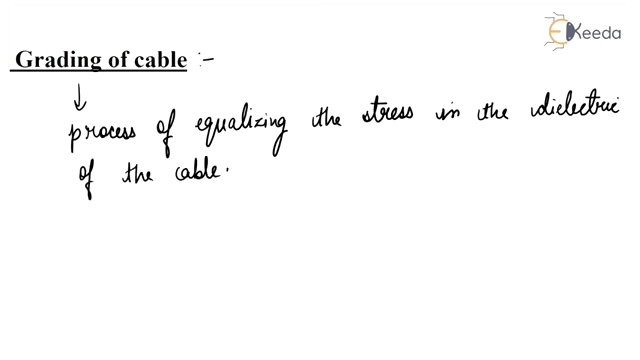 EKeeda
Grading of cable :-
↓
process of equalizing the stress in the dielectric
of the cable.